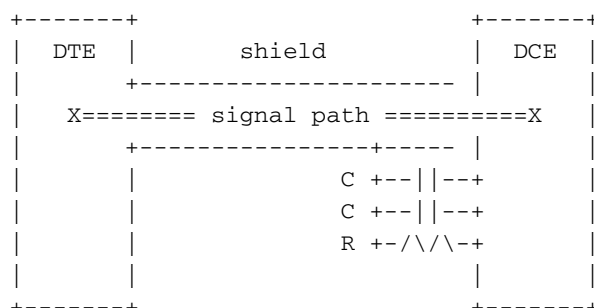 +-------+                       +-------+
|  DTE  |       shield          |  DCE  |
|       +---------------------- |       |
|   X======== signal path ==========X   |
|       +----------------+----- |       |
|       |              C +--||--+       |
|       |              C +--||--+       |
|       |              R +-/\/\-+       |
|       |                       |       |
+-------+                       +-------+